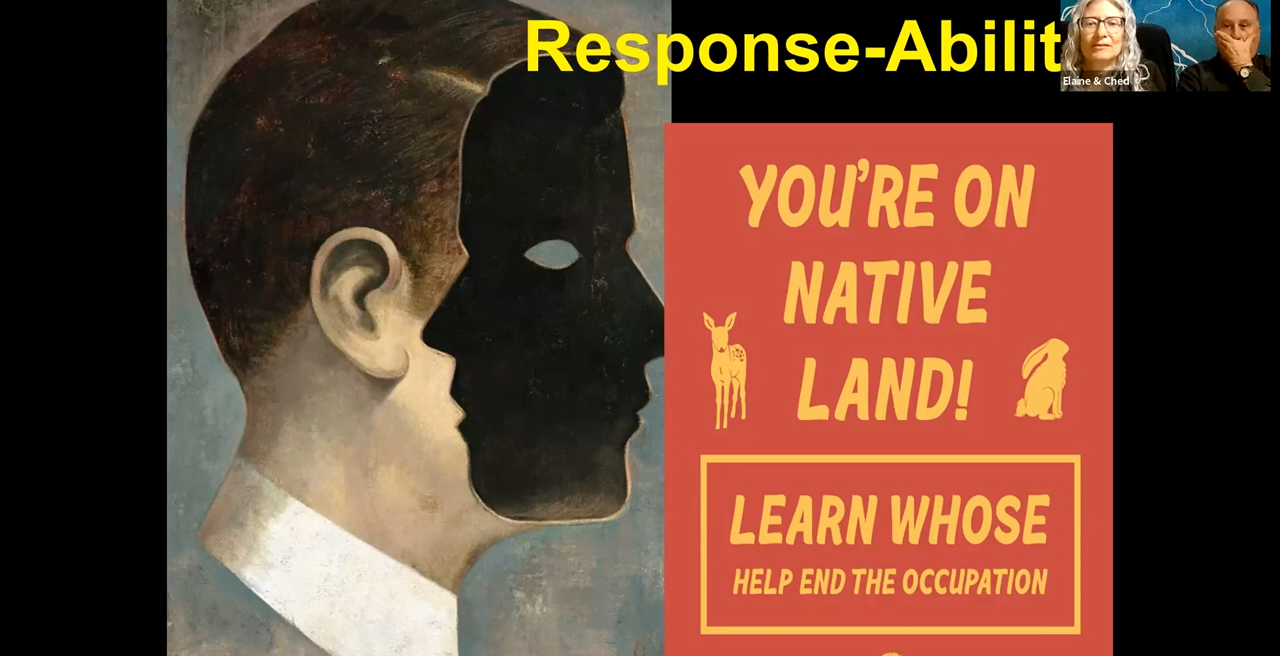 Response-Abilit
Elaine & Ched
YOU'RE ON
NATIVE
LAND!
LEARN WHOSE
HELP END THE OCCUPATION